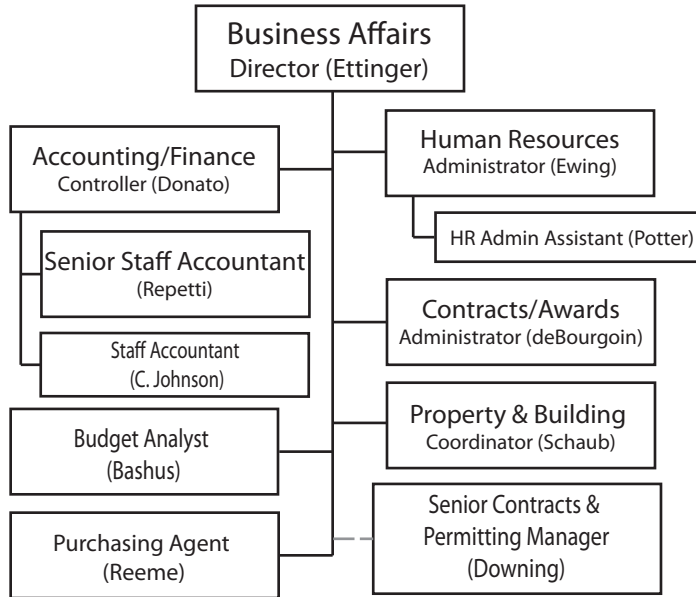 Business Affairs
Director (Ettinger)
Accounting/Finance
Controller (Donato)
Senior Staff Accountant
(Repetti)
Staff Accountant
(C. Johnson)
Budget Analyst
(Bashus)
Purchasing Agent
(Reeme)
Human Resources
Administrator (Ewing)
HR Admin Assistant (Potter)
Contracts/Awards
Administrator (deBourgoin)
Property & Building
Coordinator (Schaub)
Senior Contracts &
Permitting Manager
(Downing)